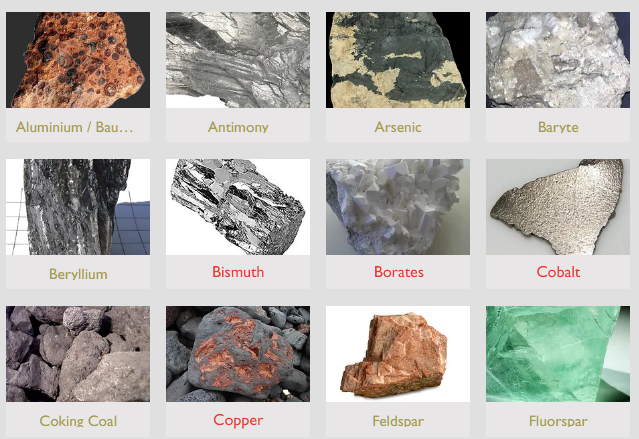 Aluminium / Bau...
Antimony
Arsenic
Baryte
Beryllium
Bismuth
Borates
Cobalt
Coking Coal
Copper
Feldspar
Fluorspar